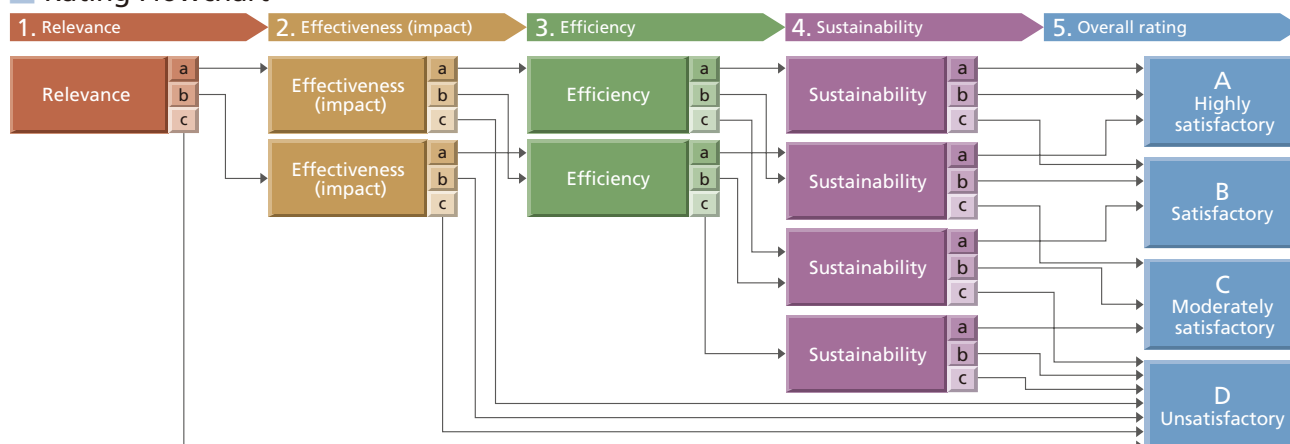 Rating Flowchart
1. Relevance
2. Effectiveness (impact)
3. Efficiency
4. Sustainability
5. Overall rating
Relevance
a
b
c
Effectiveness
(impact)
a
b
c
Effectiveness
(impact)
a
b
c
Efficiency
a
b
c
Efficiency
a
b
c
Sustainability
a
b
c
Sustainability
a
b
c
Sustainability
a
b
c
Sustainability
a
b
c
A
Highly
satisfactory
B
Satisfactory
C
Moderately
satisfactory
D
Unsatisfactory